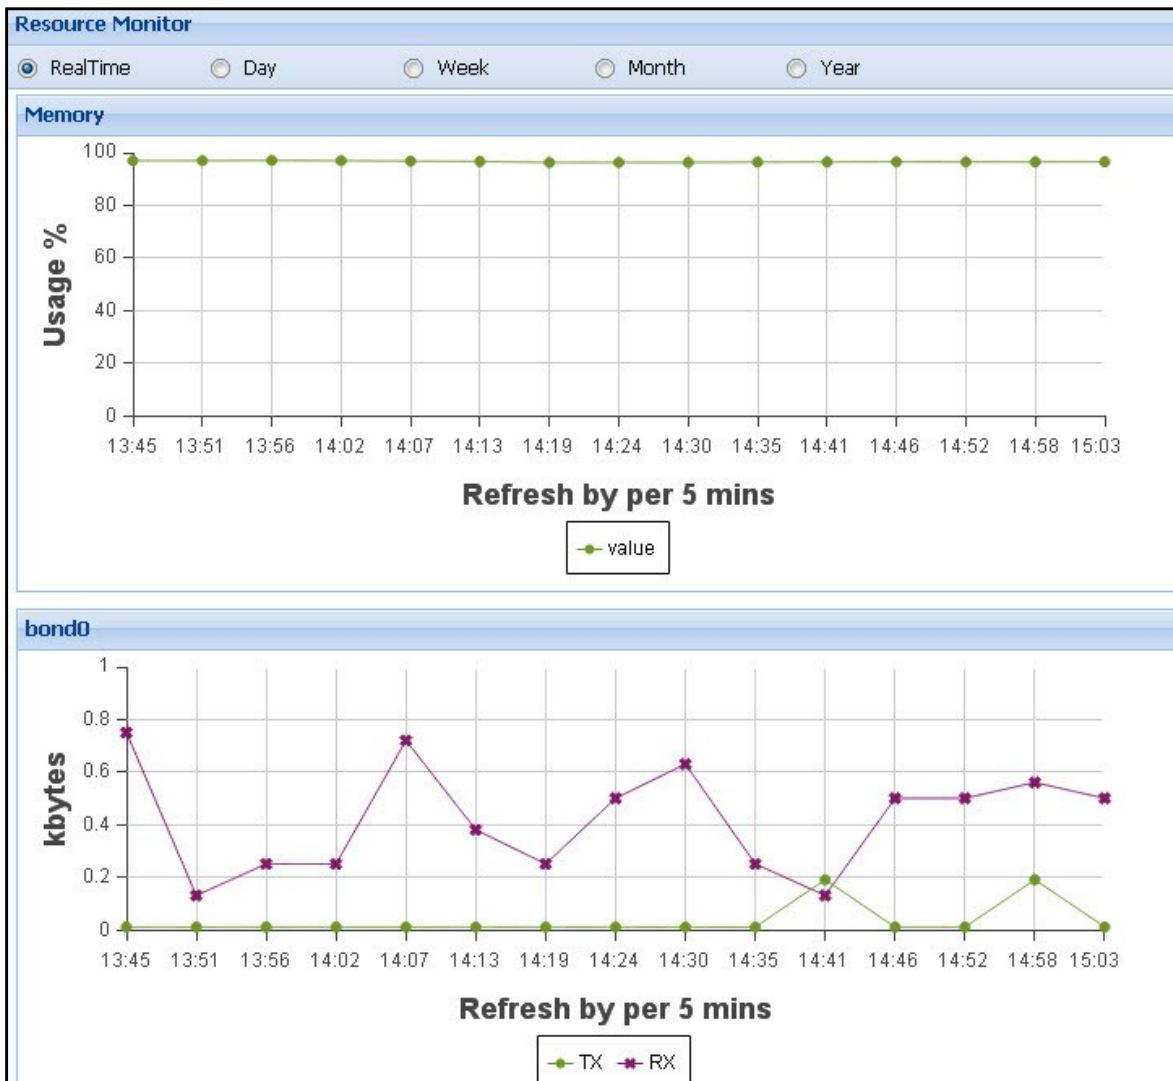 Resource Monitor
RealTime Day Week Month Year
Memory
100
80
60
40
20
0
Usage %
13:45 13:51 13:56 14:02 14:07 14:13 14:19 14:24 14:30 14:35 14:41 14:46 14:52 14:58 15:03
Refresh by per 5 mins
value
bond0
1
0.8
0.6
0.4
0.2
0
kbytes
13:45 13:51 13:56 14:02 14:07 14:13 14:19 14:24 14:30 14:35 14:41 14:46 14:52 14:58 15:03
Refresh by per 5 mins
TX RX